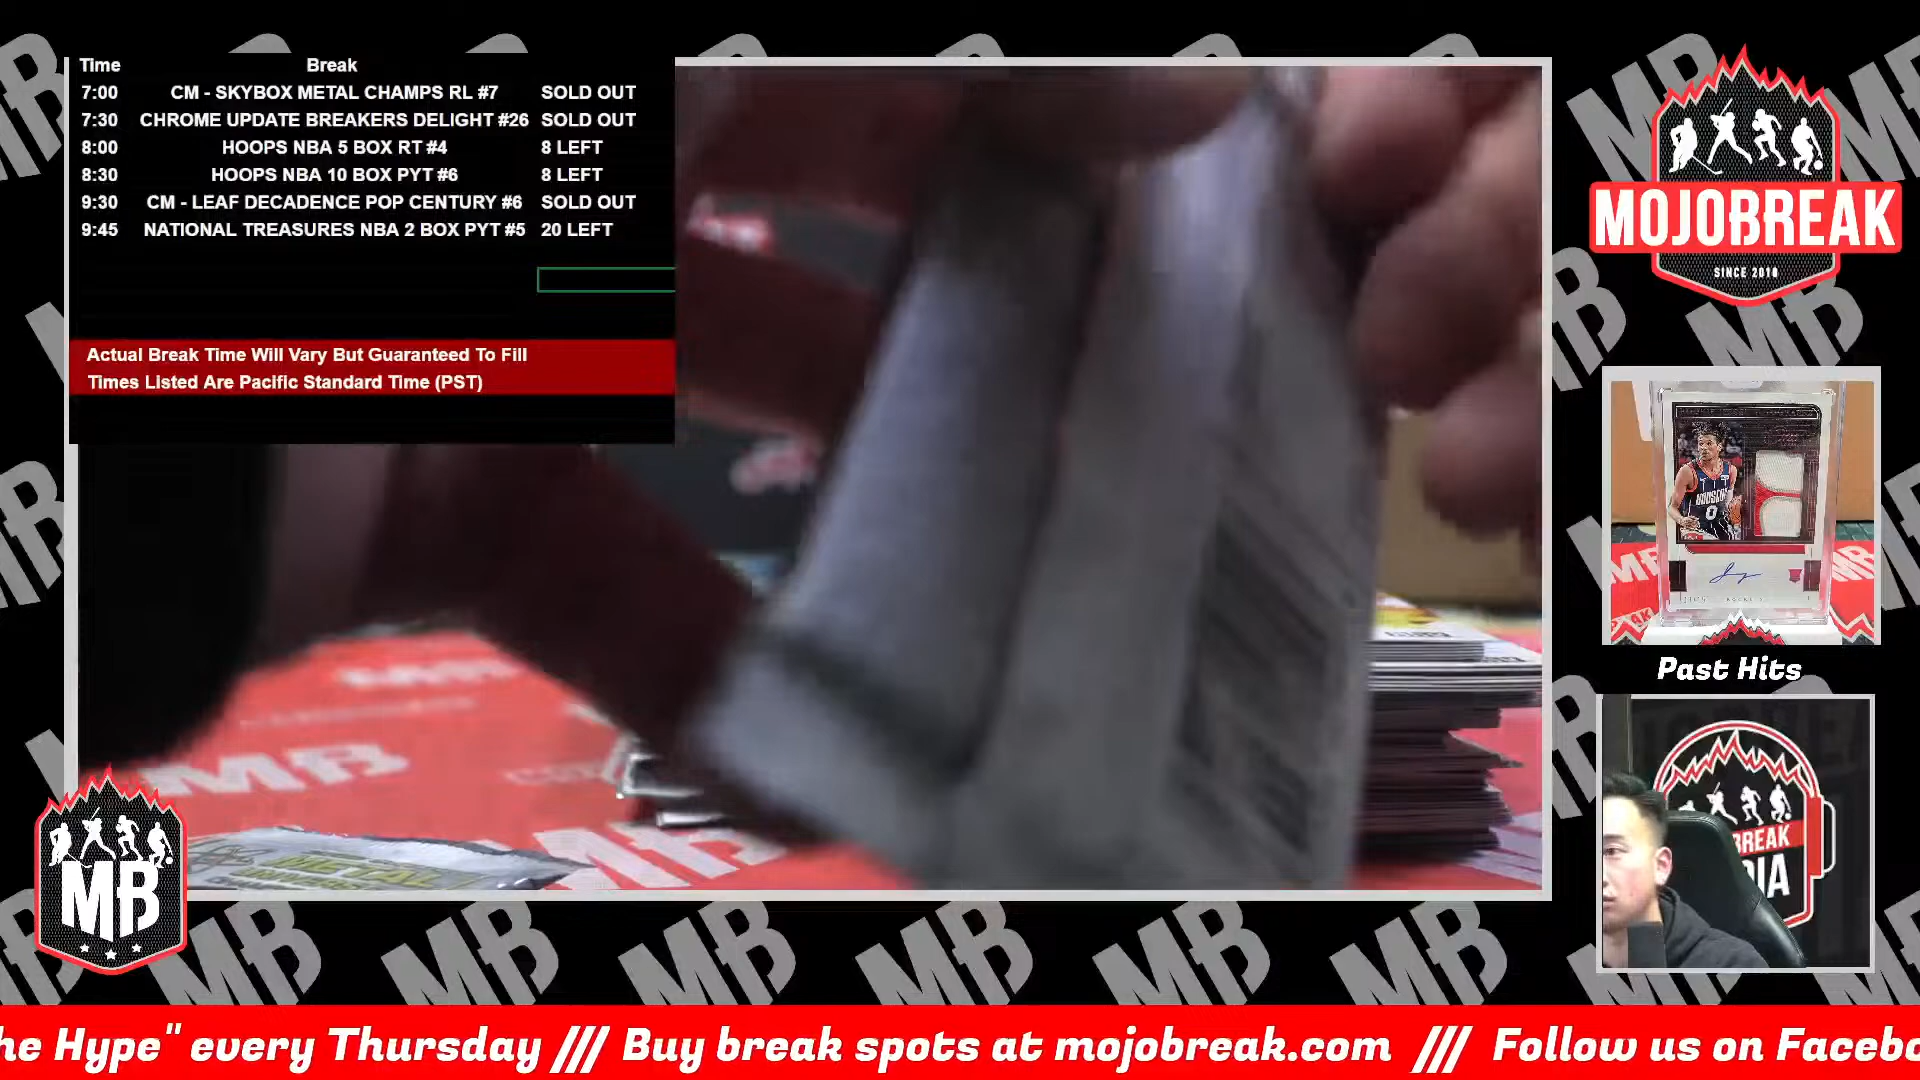 Time Break
7:00 CM - SKYBOX METAL CHAMPS RL #7 SOLD OUT
7:30 CHROME UPDATE BREAKERS DELIGHT #26 SOLD OUT
8:00 HOOPS NBA 5 BOX RT #4 8 LEFT
8:30 HOOPS NBA 10 BOX PYT #6 8 LEFT
9:30 CM - LEAF DECADENCE POP CENTURY #6 SOLD OUT
9:45 NATIONAL TREASURES NBA 2 BOX PYT #5 20 LEFT
Actual Break Time Will Vary But Guaranteed To Fill
Times Listed Are Pacific Standard Time (PST)
MOJOBREAK
SINCE 2010
Past Hits
MB
MB
METAL
MB
he Hype" every Thursday /// Buy break spots at mojobreak.com /// Follow us on Facebo